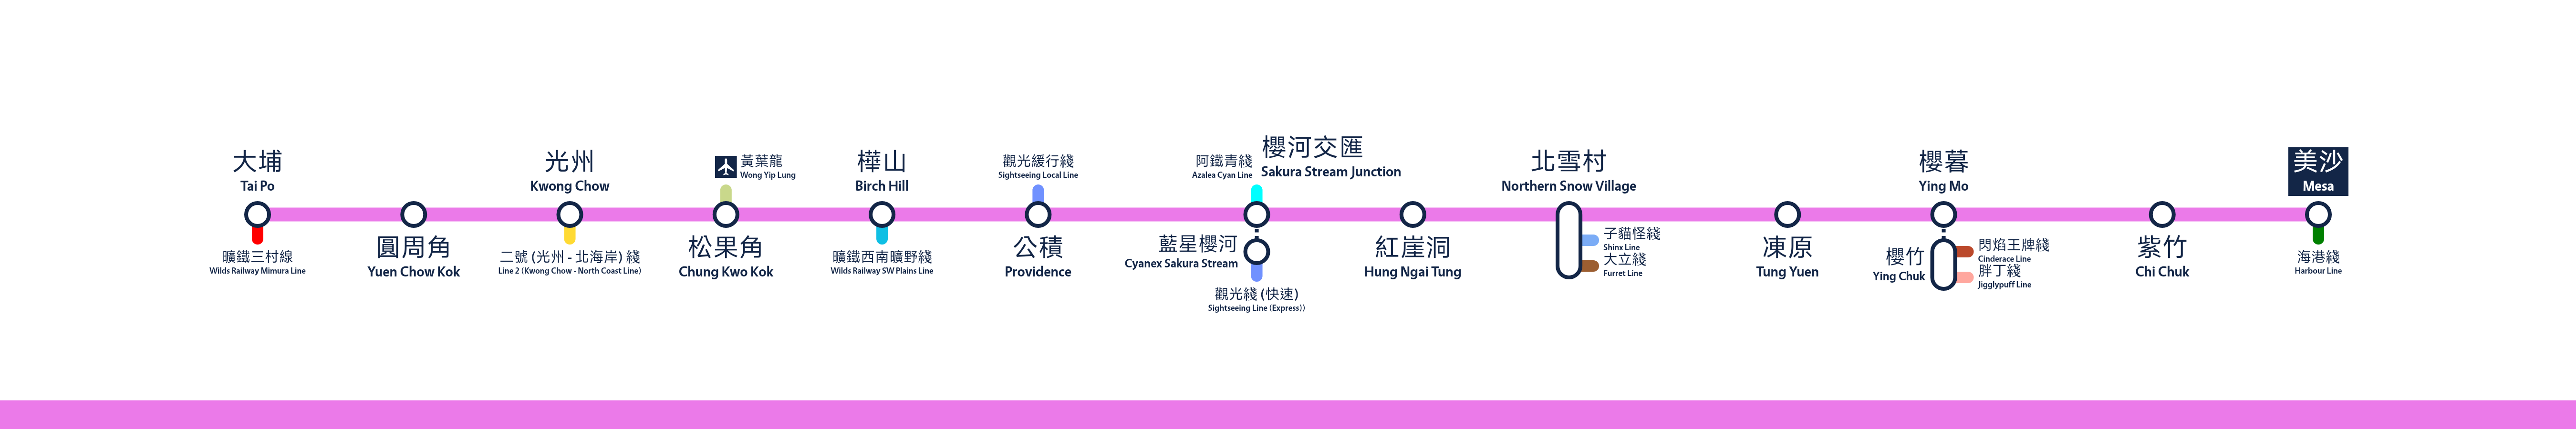 大埔
Tai Po
曠鐵三村線
Wilds Railway Mimura Line
圓周角
Yuen Chow Kok
光州
Kwong Chow
二號 (光州 - 北海岸) 綫
Line 2 (Kwong Chow - North Coast Line)
黃葉龍
Wong Yip Lung
松果角
Chung Kwo Kok
樺山
Birch Hill
曠鐵西南曠野綫
Wilds Railway SW Plains Line
觀光緩行綫
Sightseeing Local Line
公積
Providence
阿鐵青綫
Azalea Cyan Line
櫻河交匯
Sakura Stream Junction
藍星櫻河
Cyanex Sakura Stream
觀光綫 (快速)
Sightseeing Line (Express))
紅崖洞
Hung Ngai Tung
北雪村
Northern Snow Village
子貓怪綫
Shinx Line
大立綫
Furret Line
凍原
Tung Yuen
櫻暮
Ying Mo
櫻竹
Ying Chuk
閃焰王牌綫
Cinderace Line
胖丁綫
Jigglypuff Line
紫竹
Chi Chuk
美沙
Mesa
海港綫
Harbour Line